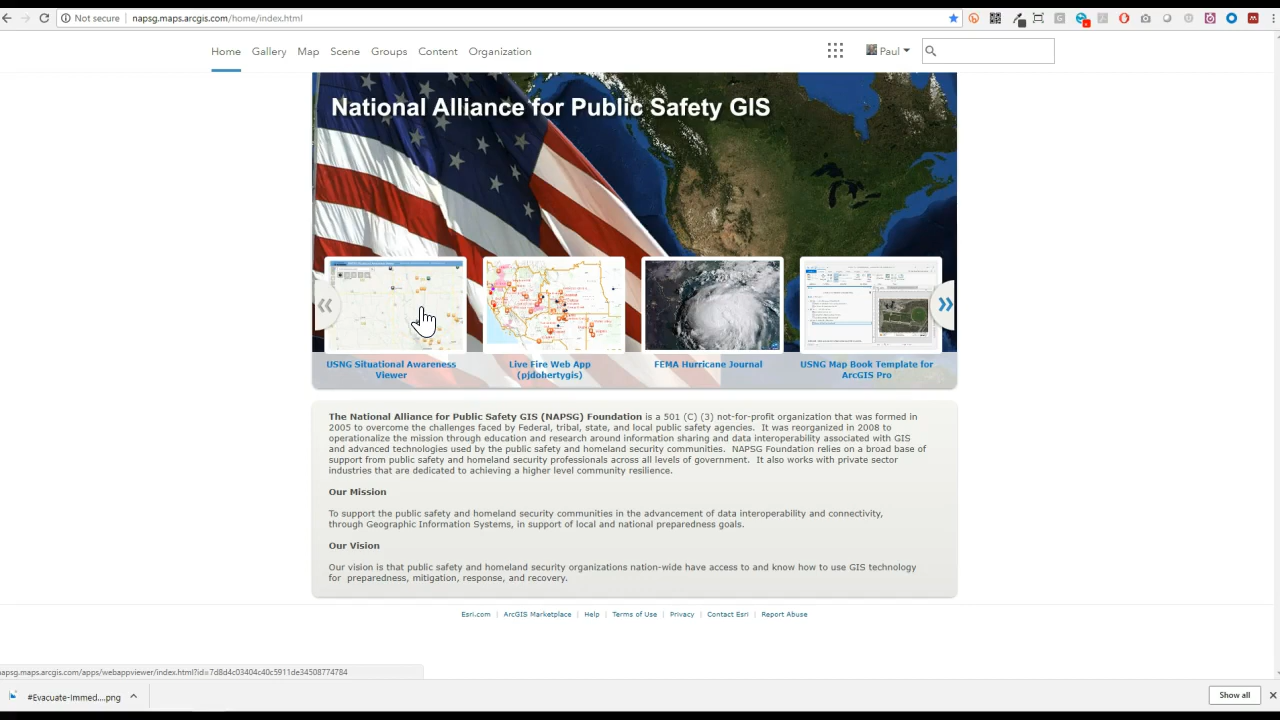 Not secure | napsg.maps.arcgis.com/home/index.html
Home Gallery Map Scene Groups Content Organization Paul
National Alliance for Public Safety GIS
USNG Situational Awareness
Viewer
Live Fire Web App
(pjdohertygis)
FEMA Hurricane Journal
USNG Map Book Template for
ArcGIS Pro
The National Alliance for Public Safety GIS (NAPSG) Foundation is a 501 (C) (3) not-for-profit organization that was formed in
2005 to overcome the challenges faced by Federal, tribal, state, and local public safety agencies. It was reorganized in 2008 to
operationalize the mission through education and research around information sharing and data interoperability associated with GIS
and advanced technologies used by the public safety and homeland security communities. NAPSG Foundation relies on a broad base of
support from public safety and homeland security professionals across all levels of government. It also works with private sector
industries that are dedicated to achieving a higher level community resilience.
Our Mission
To support the public safety and homeland security communities in the advancement of data interoperability and connectivity,
through Geographic Information Systems, in support of local and national preparedness goals.
Our Vision
Our vision is that public safety and homeland security organizations nation-wide have access to and know how to use GIS technology
for preparedness, mitigation, response, and recovery.
Esri.com | ArcGIS Marketplace | Help | Terms of Use | Privacy | Contact Esri | Report Abuse
napsg.maps.arcgis.com/apps/webappviewer/index.html?id=7d8d4c03404c40c5911de34508774784
#Evacuate-Immed....png
Show all